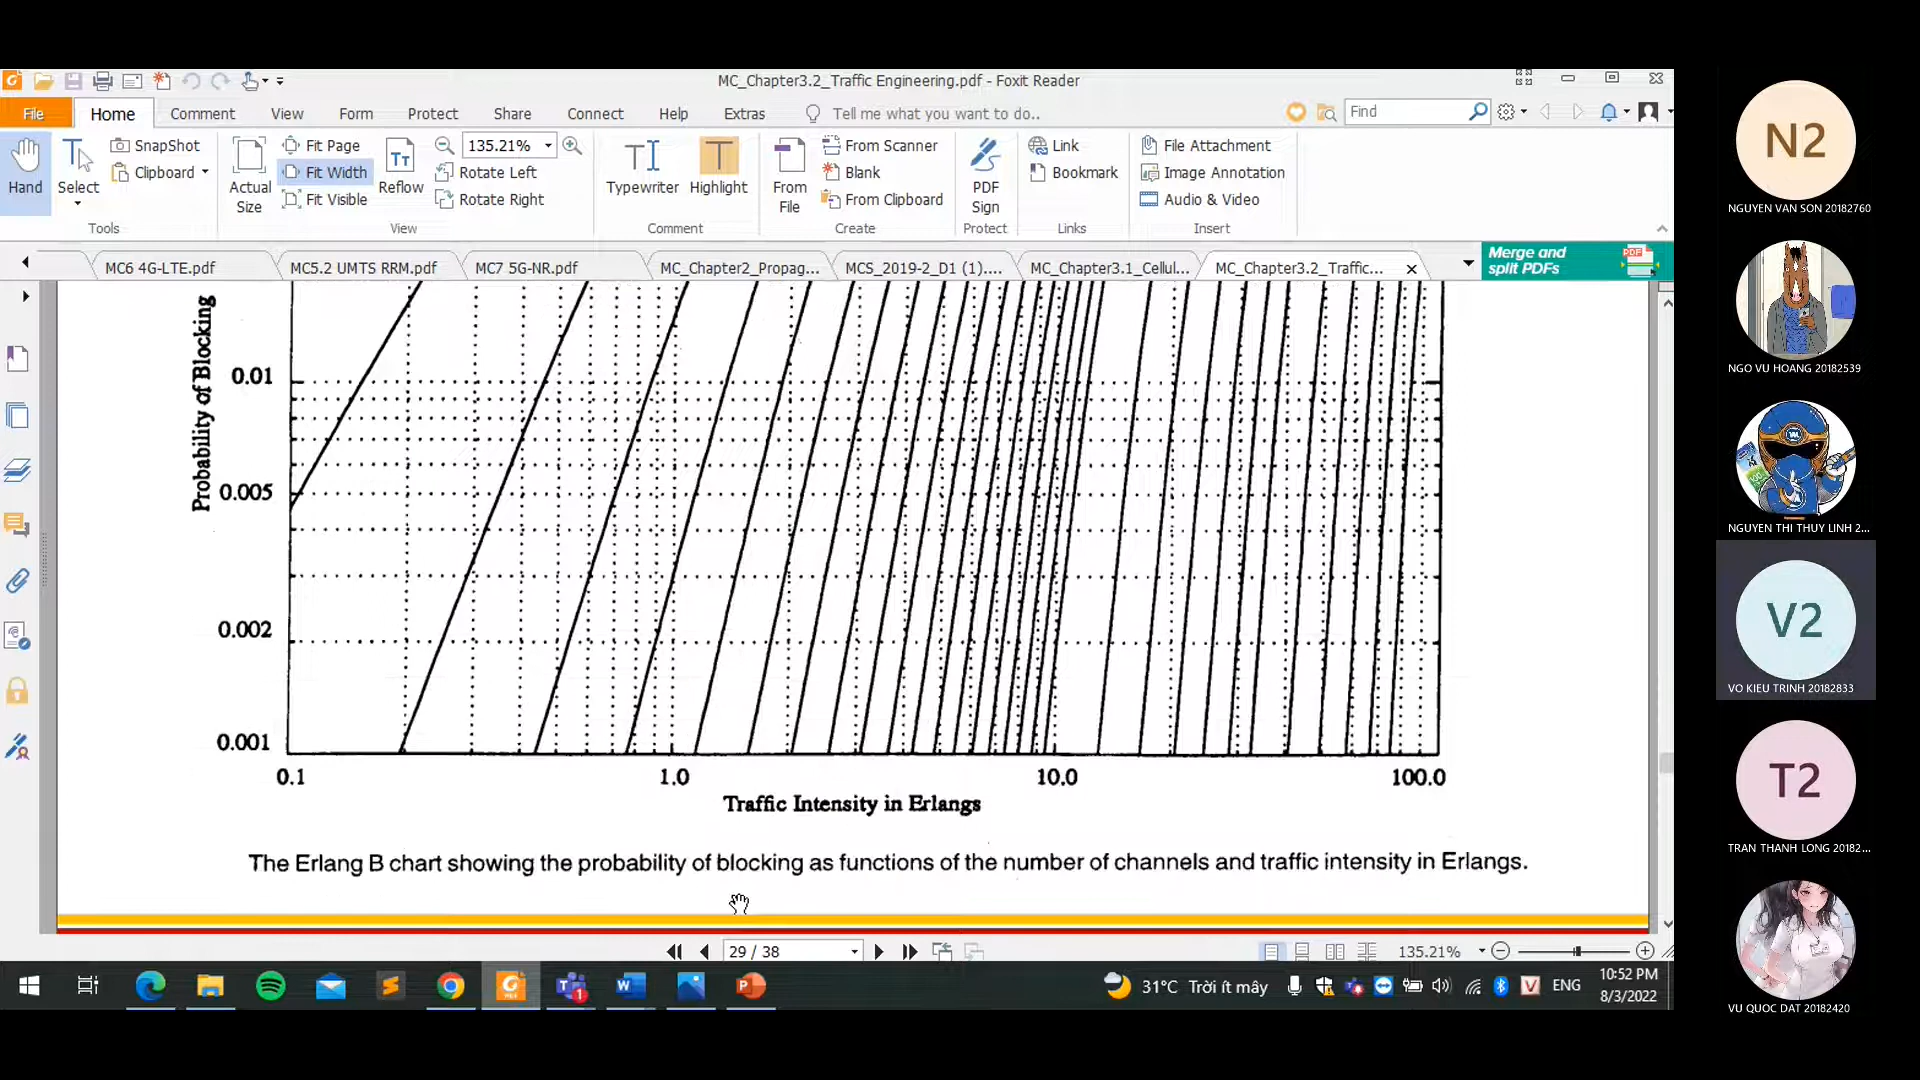 MC_Chapter3.2_Traffic Engineering.pdf - Foxit Reader
File Home Comment View Form Protect Share Connect Help Extras Tell me what you want to do.. Find
Hand
Select
SnapShot
Clipboard
Tools
Actual Size
Fit Page
Fit Width
Fit Visible
Reflow
135.21%
Rotate Left
Rotate Right
View
Typewriter
Highlight
Comment
From File
From Scanner
Blank
From Clipboard
Create
PDF Sign
Protect
Link
Bookmark
Links
File Attachment
Image Annotation
Audio & Video
Insert
MC6 4G-LTE.pdf
MC5.2 UMTS RRM.pdf
MC7 5G-NR.pdf
MC_Chapter2_Propag...
MCS_2019-2_D1 (1)....
MC_Chapter3.1_Cellul...
MC_Chapter3.2_Traffic...
Merge and split PDFs
PDF
Probability of Blocking
0.01
0.005
0.002
0.001
0.1 1.0 10.0 100.0
Traffic Intensity in Erlangs
The Erlang B chart showing the probability of blocking as functions of the number of channels and traffic intensity in Erlangs.
29 / 38
135.21%
31°C Trời ít mây
ENG
10:52 PM
8/3/2022
N2
NGUYEN VAN SON 20182760
NGO VU HOANG 20182539
NGUYEN THI THUY LINH 2...
V2
VO KIEU TRINH 20182833
T2
TRAN THANH LONG 20182...
VU QUOC DAT 20182420